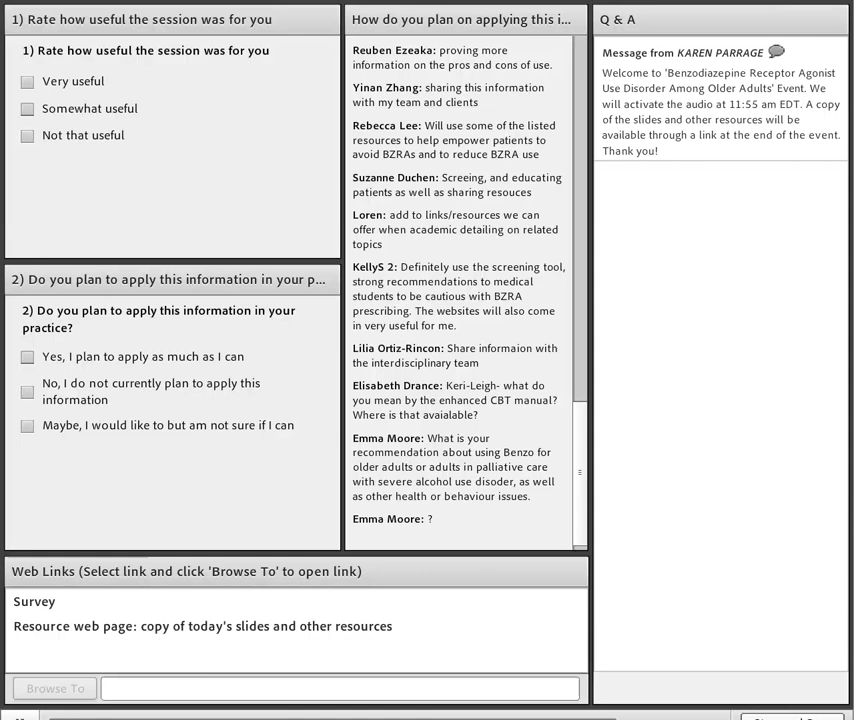 1) Rate how useful the session was for you
1) Rate how useful the session was for you
Very useful
Somewhat useful
Not that useful
2) Do you plan to apply this information in your p...
2) Do you plan to apply this information in your
practice?
Yes, I plan to apply as much as I can
No, I do not currently plan to apply this
information
Maybe, I would like to but am not sure if I can
How do you plan on applying this i...
Reuben Ezeaka: proving more
information on the pros and cons of use.
Yinan Zhang: sharing this information
with my team and clients
Rebecca Lee: Will use some of the listed
resources to help empower patients to
avoid BZRAs and to reduce BZRA use
Suzanne Duchen: Screeing, and educating
patients as well as sharing resouces
Loren: add to links/resources we can
offer when academic detailing on related
topics
KellyS 2: Definitely use the screening tool,
strong recommendations to medical
students to be cautious with BZRA
prescribing. The websites will also come
in very useful for me.
Lilia Ortiz-Rincon: Share informaion with
the interdisciplinary team
Elisabeth Drance: Keri-Leigh- what do
you mean by the enhanced CBT manual?
Where is that avaialable?
Emma Moore: What is your
recommendation about using Benzo for
older adults or adults in palliative care
with severe alcohol use disoder, as well
as other health or behaviour issues.
Emma Moore: ?
Q & A
Message from KAREN PARRAGE
Welcome to 'Benzodiazepine Receptor Agonist
Use Disorder Among Older Adults' Event. We
will activate the audio at 11:55 am EDT. A copy
of the slides and other resources will be
available through a link at the end of the event.
Thank you!
Web Links (Select link and click 'Browse To' to open link)
Survey
Resource web page: copy of today's slides and other resources
Browse To